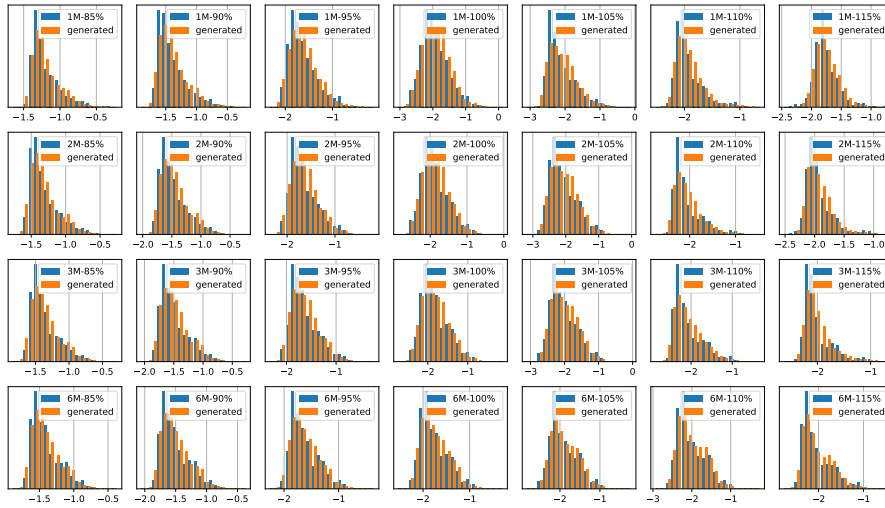 1M-85%
generated
1M-90%
generated
1M-95%
generated
1M-100%
generated
1M-105%
generated
1M-110%
generated
1M-115%
generated
−1.5 −1.0 −0.5
−1.5 −1.0 −0.5
−2 −1
−3 −2 −1 0
−3 −2 −1 0
−2 −1
−2.5 −2.0 −1.5 −1.0
2M-85%
generated
2M-90%
generated
2M-95%
generated
2M-100%
generated
2M-105%
generated
2M-110%
generated
2M-115%
generated
−1.5 −1.0 −0.5
−2.0 −1.5 −1.0 −0.5
−2 −1
−2 −1 0
−3 −2 −1 0
−2 −1
−2.5 −2.0 −1.5 −1.0
3M-85%
generated
3M-90%
generated
3M-95%
generated
3M-100%
generated
3M-105%
generated
3M-110%
generated
3M-115%
generated
−1.5 −1.0 −0.5
−2.0 −1.5 −1.0 −0.5
−2 −1
−2 −1 0
−3 −2 −1 0
−2 −1
−2 −1
6M-85%
generated
6M-90%
generated
6M-95%
generated
6M-100%
generated
6M-105%
generated
6M-110%
generated
6M-115%
generated
−1.5 −1.0 −0.5
−2.0 −1.5 −1.0 −0.5
−2 −1
−2 −1
−2 −1
−3 −2 −1
−2 −1